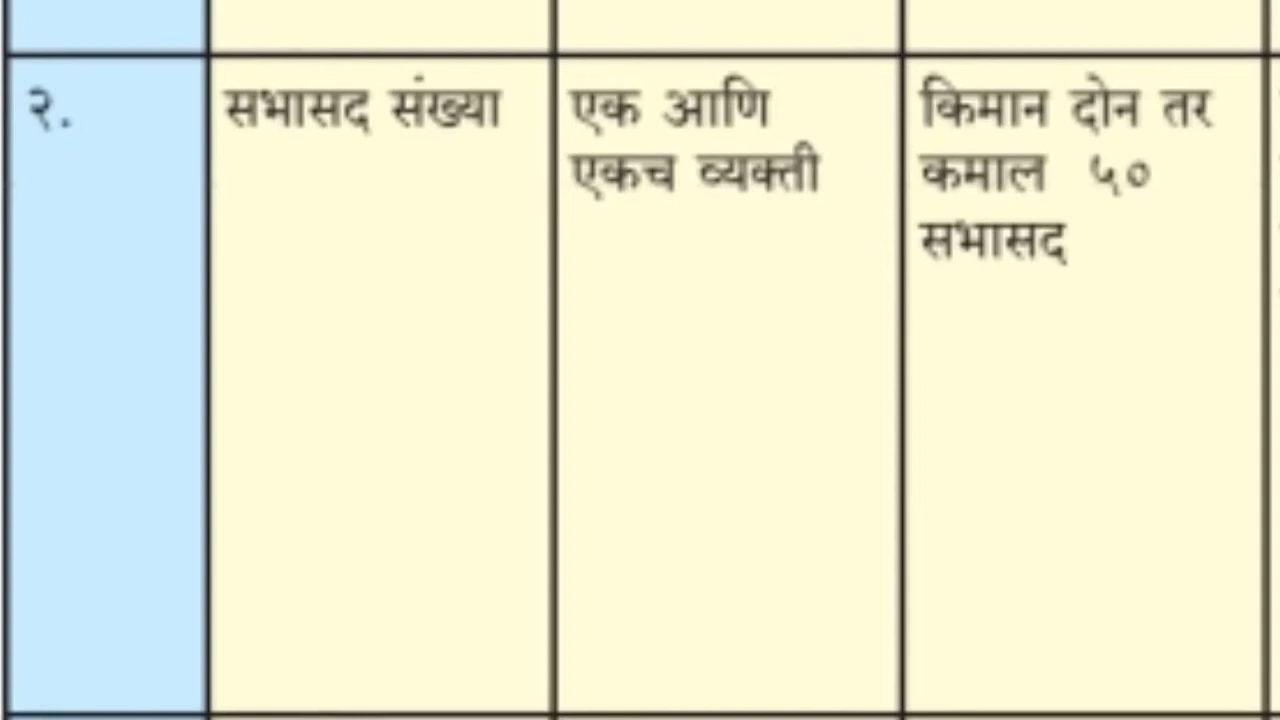 २. सभासद संख्या एक आणि किमान दोन तर
एकच व्यक्ती कमाल ५०
सभासद